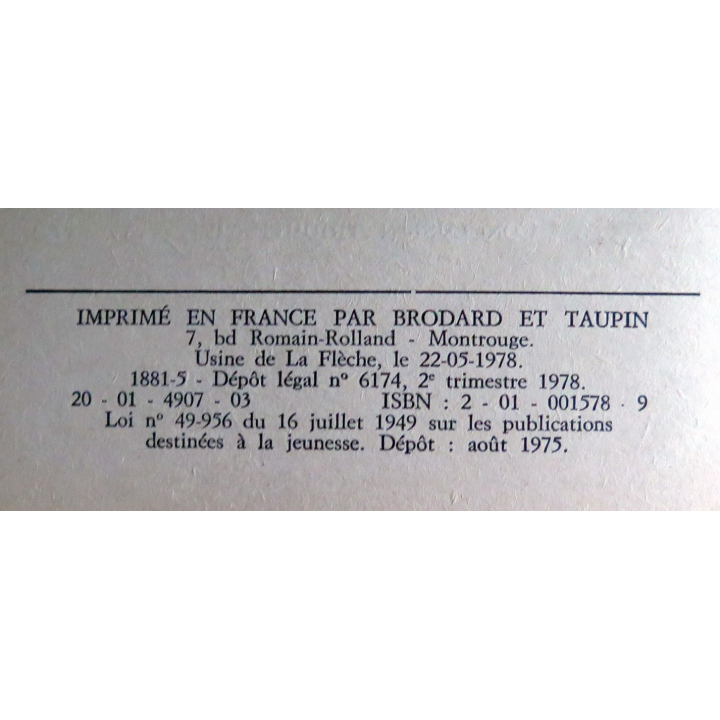 IMPRIMÉ EN FRANCE PAR BRODARD ET TAUPIN
7, bd Romain-Rolland - Montrouge.
Usine de La Flèche, le 22-05-1978.
1881-5 - Dépôt légal nº 6174, 2e trimestre 1978.
20 - 01 - 4907 - 03 ISBN : 2 - 01 - 001578 - 9
Loi nº 49-956 du 16 juillet 1949 sur les publications
destinées à la jeunesse. Dépôt : août 1975.